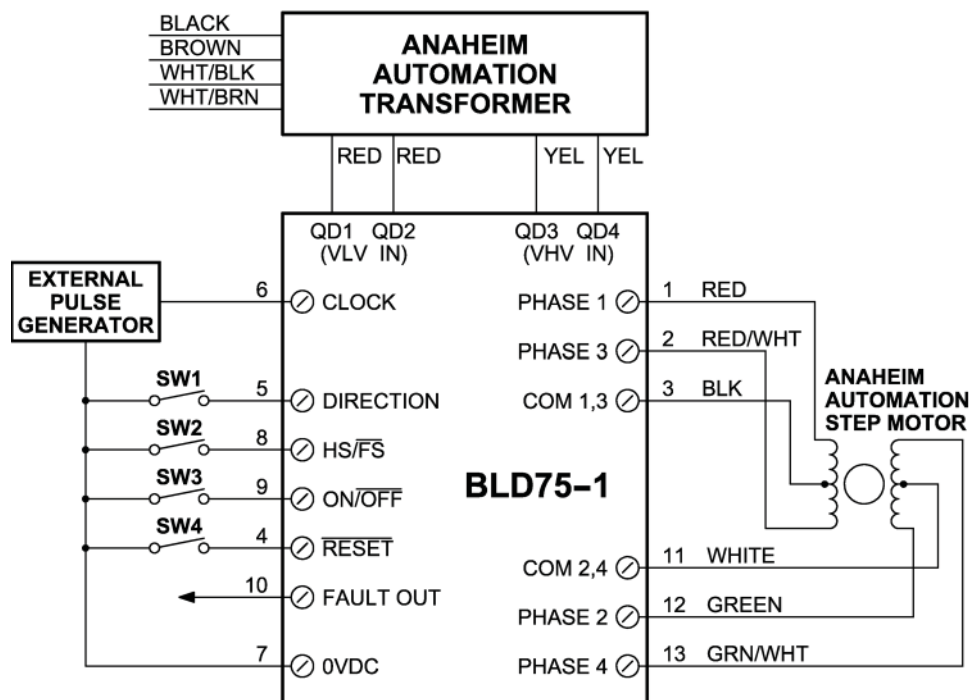 BLACK
BROWN
WHT/BLK
WHT/BRN
ANAHEIM
AUTOMATION
TRANSFORMER
RED RED YEL YEL
QD1 QD2 QD3 QD4
(VLV IN) (VHV IN)
EXTERNAL
PULSE
GENERATOR
6 CLOCK
SW1
5 DIRECTION
SW2
8 HS/FS
SW3
9 ON/OFF
SW4
4 RESET
10 FAULT OUT
7 0VDC
BLD75-1
PHASE 1 1 RED
PHASE 3 2 RED/WHT
COM 1,3 3 BLK
ANAHEIM
AUTOMATION
STEP MOTOR
COM 2,4 11 WHITE
PHASE 2 12 GREEN
PHASE 4 13 GRN/WHT